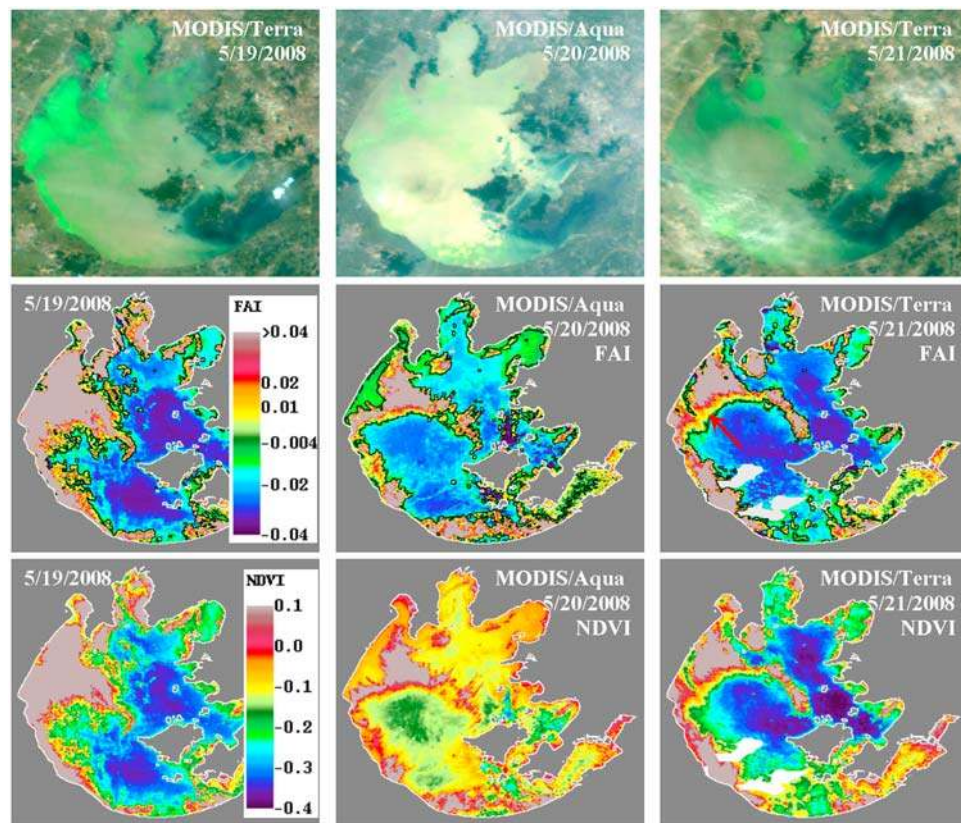 MODIS/Terra
5/19/2008
MODIS/Aqua
5/20/2008
MODIS/Terra
5/21/2008
5/19/2008
FAI
>0.04
0.02
0.01
-0.004
-0.02
-0.04
MODIS/Aqua
5/20/2008
FAI
MODIS/Terra
5/21/2008
FAI
5/19/2008
NDVI
0.1
0.0
-0.1
-0.2
-0.3
-0.4
MODIS/Aqua
5/20/2008
NDVI
MODIS/Terra
5/21/2008
NDVI